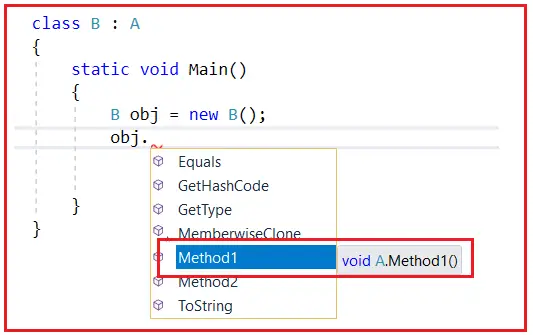 class B : A
{
static void Main()
{
B obj = new B();
obj.
Equals
GetHashCode
GetType
MemberwiseClone
Method1 void A.Method1()
Method2
ToString
}
}